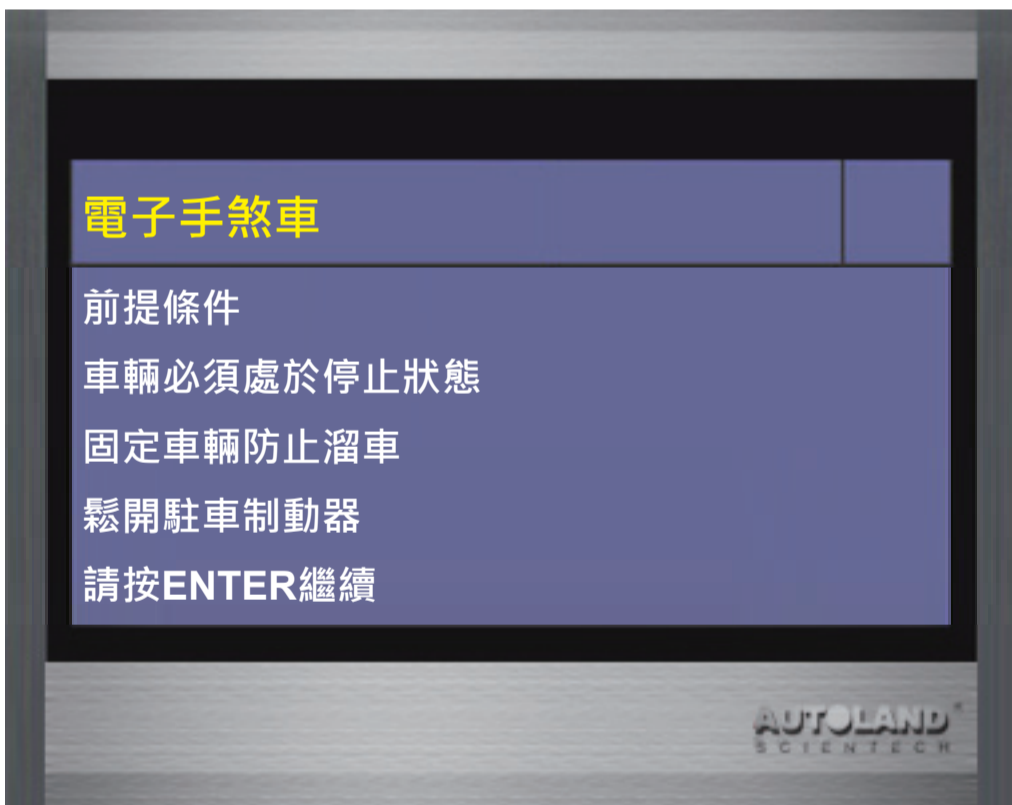 電子手煞車
前提條件
車輛必須處於停止狀態
固定車輛防止溜車
鬆開駐車制動器
請按ENTER繼續
AUTOLAND
SCIENTECH